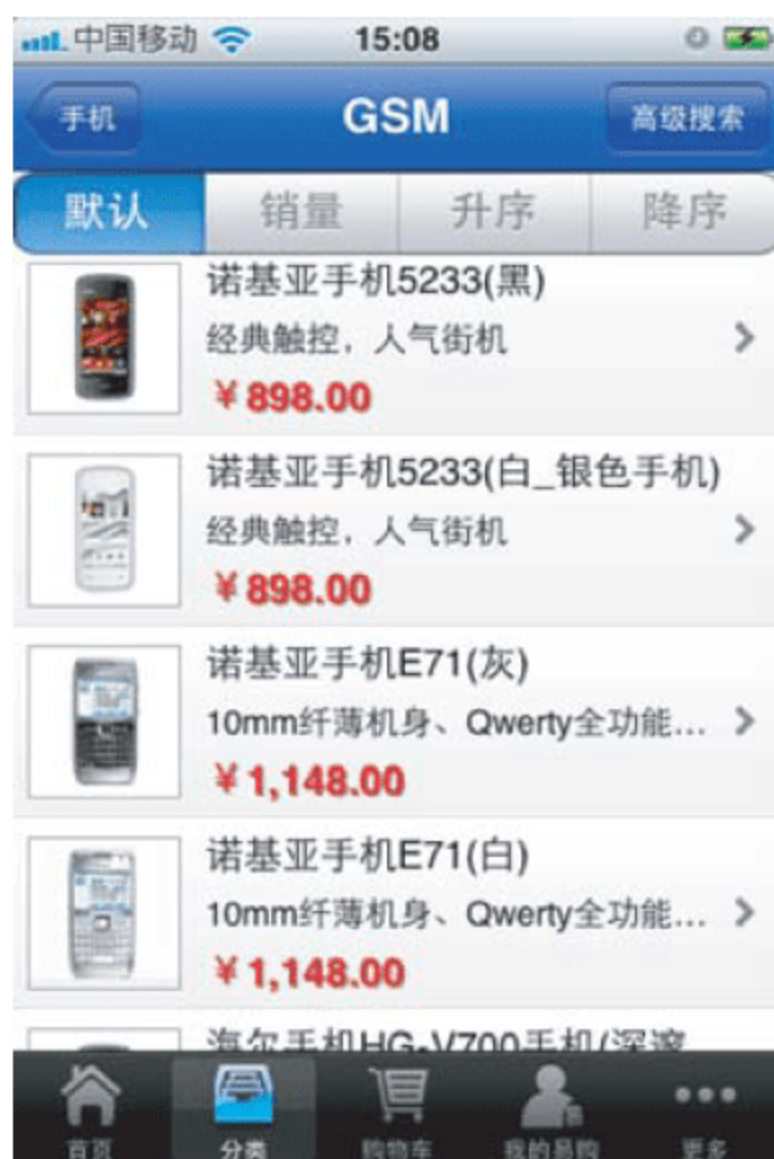 中国移动 15:08
手机 GSM 高级搜索
默认 销量 升序 降序
诺基亚手机5233(黑)
经典触控，人气街机
¥898.00
诺基亚手机5233(白_银色手机)
经典触控，人气街机
¥898.00
诺基亚手机E71(灰)
10mm纤薄机身、Qwerty全功能...
¥1,148.00
诺基亚手机E71(白)
10mm纤薄机身、Qwerty全功能...
¥1,148.00
海尔手机HG-V700手机(深邃
首页 分类 购物车 我的易购 更多